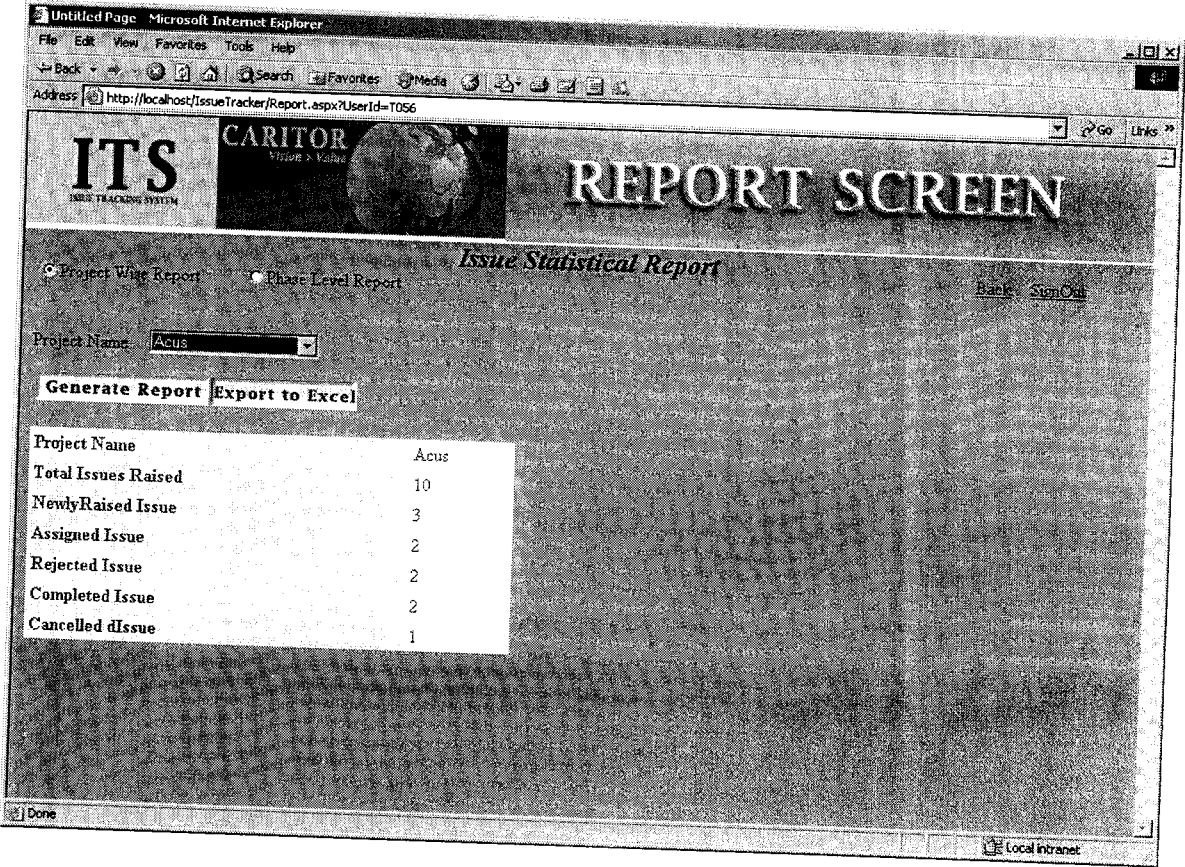 Untitled Page Microsoft Internet Explorer
File Edit View Favorites Tools Help
Back Search Favorites Media
Address http://localhost/IssueTracker/Report.aspx?UserId=T056 Go Links »
ITS
ISSUE TRACKING SYSTEM
CARITOR
Vision > Value
REPORT SCREEN
Issue Statistical Report
Project Wise Report Phase Level Report
Back SignOut
Project Name Acus
Generate Report Export to Excel
Project Name Acus
Total Issues Raised 10
NewlyRaised Issue 3
Assigned Issue 2
Rejected Issue 2
Completed Issue 2
Cancelled dIssue 1
Done
Local intranet